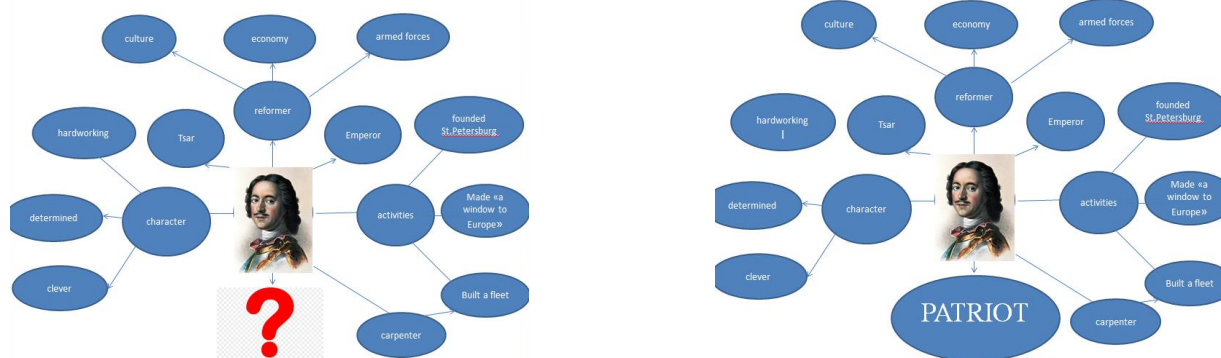 culture
economy
armed forces
reformer
hardworking
Tsar
Emperor
founded
St.Petersburg
determined
character
activities
Made «a
window to
Europe»
clever
Built a fleet
?
carpenter
culture
economy
armed forces
reformer
hardworking
Tsar
Emperor
founded
St.Petersburg
determined
character
activities
Made «a
window to
Europe»
clever
Built a fleet
PATRIOT
carpenter